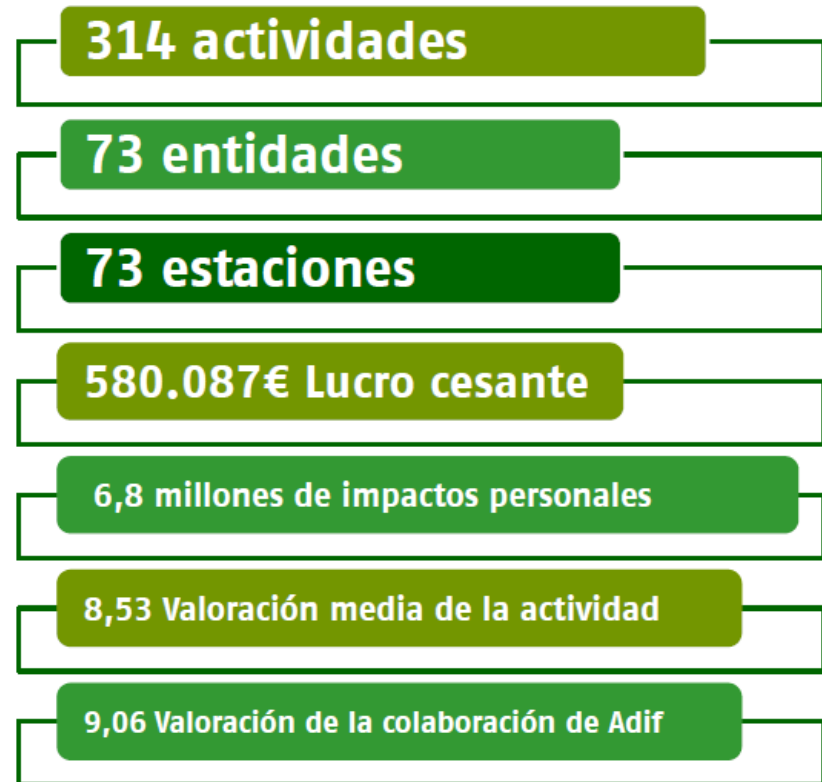 314 actividades
73 entidades
73 estaciones
580.087€ Lucro cesante
6,8 millones de impactos personales
8,53 Valoración media de la actividad
9,06 Valoración de la colaboración de Adif